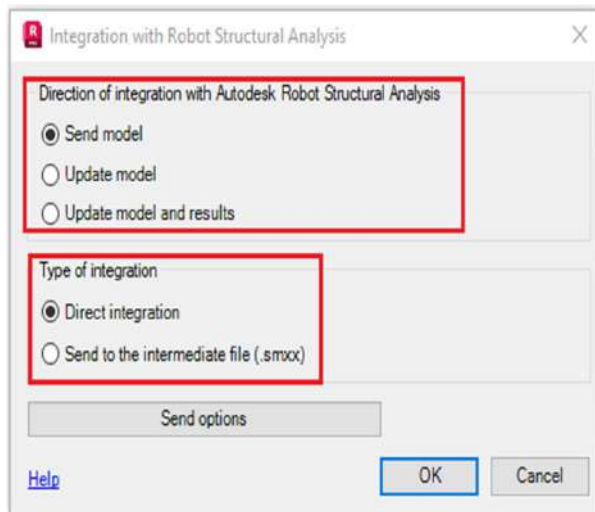 Integration with Robot Structural Analysis
Direction of integration with Autodesk Robot Structural Analysis
Send model
Update model
Update model and results
Type of integration
Direct integration
Send to the intermediate file (.smxx)
Send options
Help
OK
Cancel